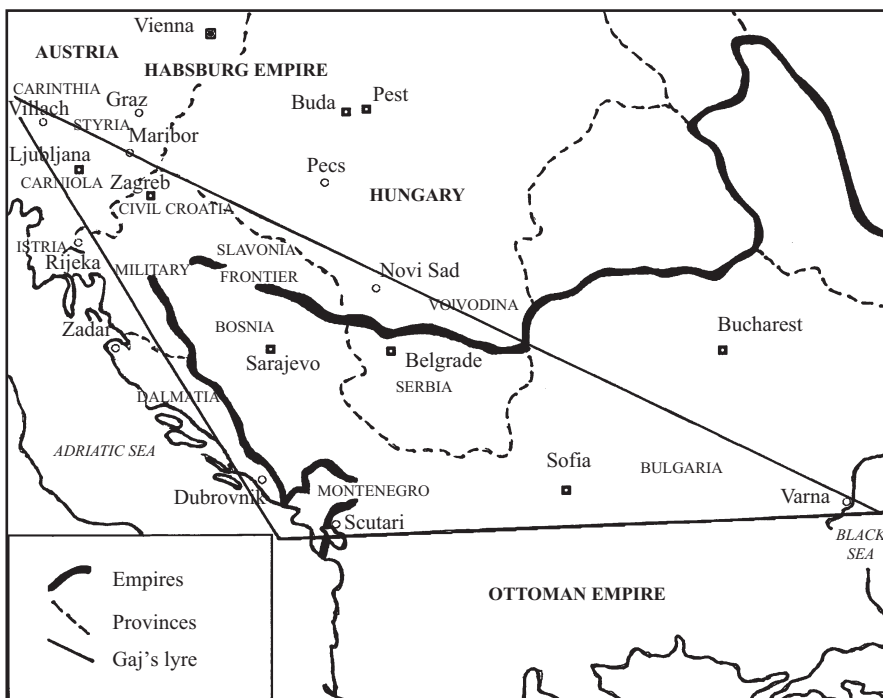 Vienna
AUSTRIA
HABSBURG EMPIRE
CARINTHIA
Villach
Graz
STYRIA
Buda
Pest
Maribor
Ljubljana
CARNIOLA
Zagreb
Pecs
CIVIL CROATIA
HUNGARY
ISTRIA
Rijeka
SLAVONIA
MILITARY
FRONTIER
Novi Sad
VOIVODINA
BOSNIA
Zadar
Sarajevo
Belgrade
Bucharest
SERBIA
DALMATIA
ADRIATIC SEA
Sofia
BULGARIA
Dubrovnik
MONTENEGRO
Varna
Scutari
BLACK
SEA
Empires
OTTOMAN EMPIRE
Provinces
Gaj's lyre